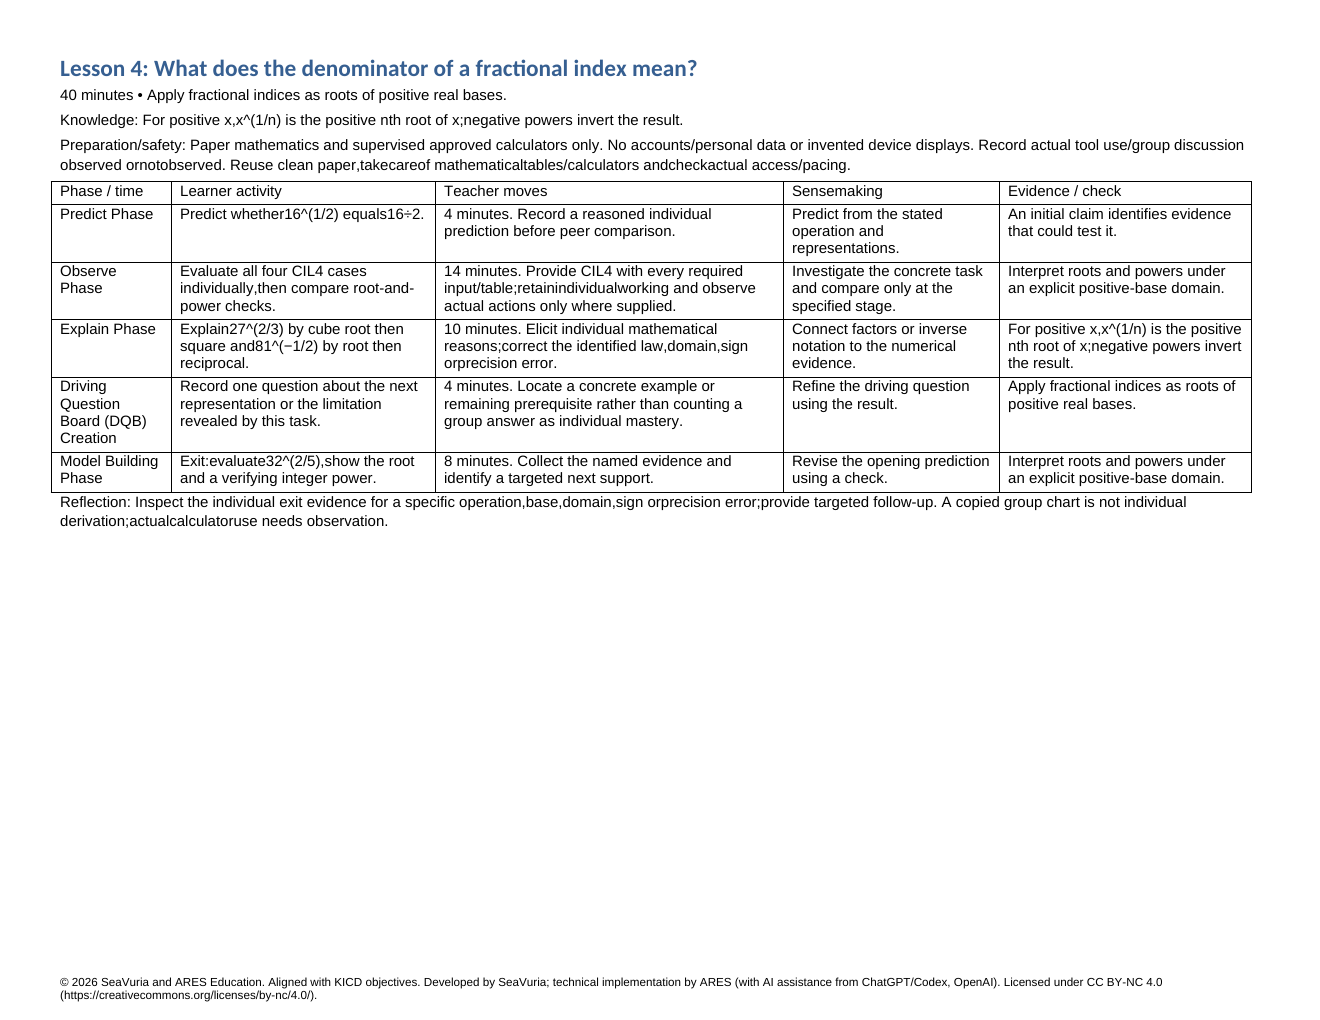 Lesson 4: What does the denominator of a fractional index mean?
40 minutes • Apply fractional indices as roots of positive real bases.
Knowledge: For positive x,x^(1/n) is the positive nth root of x;negative powers invert the result.
Preparation/safety: Paper mathematics and supervised approved calculators only. No accounts/personal data or invented device displays. Record actual tool use/group discussion
observed ornotobserved. Reuse clean paper,takecareof mathematicaltables/calculators andcheckactual access/pacing.
Phase / time
Learner activity
Teacher moves
Sensemaking
Evidence / check
Predict Phase
Predict whether16^(1/2) equals16÷2.
4 minutes. Record a reasoned individual
prediction before peer comparison.
Predict from the stated
operation and
representations.
An initial claim identifies evidence
that could test it.
Observe
Phase
Evaluate all four CIL4 cases
individually,then compare root-and-
power checks.
14 minutes. Provide CIL4 with every required
input/table;retainindividualworking and observe
actual actions only where supplied.
Investigate the concrete task
and compare only at the
specified stage.
Interpret roots and powers under
an explicit positive-base domain.
Explain Phase
Explain27^(2/3) by cube root then
square and81^(−1/2) by root then
reciprocal.
10 minutes. Elicit individual mathematical
reasons;correct the identified law,domain,sign
orprecision error.
Connect factors or inverse
notation to the numerical
evidence.
For positive x,x^(1/n) is the positive
nth root of x;negative powers invert
the result.
Driving
Question
Board (DQB)
Creation
Record one question about the next
representation or the limitation
revealed by this task.
4 minutes. Locate a concrete example or
remaining prerequisite rather than counting a
group answer as individual mastery.
Refine the driving question
using the result.
Apply fractional indices as roots of
positive real bases.
Model Building
Phase
Exit:evaluate32^(2/5),show the root
and a verifying integer power.
8 minutes. Collect the named evidence and
identify a targeted next support.
Revise the opening prediction
using a check.
Interpret roots and powers under
an explicit positive-base domain.
Reflection: Inspect the individual exit evidence for a specific operation,base,domain,sign orprecision error;provide targeted follow-up. A copied group chart is not individual
derivation;actualcalculatoruse needs observation.
© 2026 SeaVuria and ARES Education. Aligned with KICD objectives. Developed by SeaVuria; technical implementation by ARES (with AI assistance from ChatGPT/Codex, OpenAI). Licensed under CC BY-NC 4.0
(https://creativecommons.org/licenses/by-nc/4.0/).